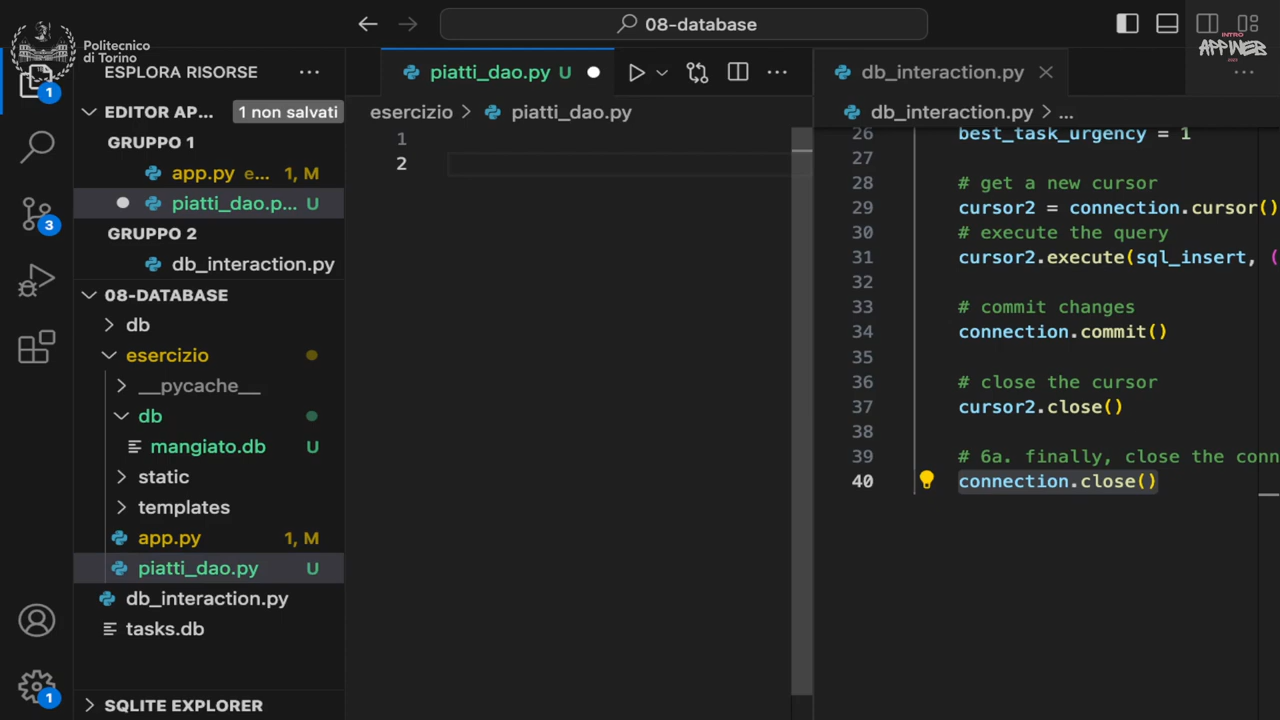 08-database
Politecnico
di Torino
INTRO
APPWEB
ESPLORA RISORSE
piatti_dao.py U
db_interaction.py
1
EDITOR AP... 1 non salvati
esercizio > piatti_dao.py
db_interaction.py > ...
GRUPPO 1
app.py e... 1, M
piatti_dao.p... U
GRUPPO 2
db_interaction.py
08-DATABASE
db
esercizio
__pycache__
db
mangiato.db U
static
templates
app.py 1, M
piatti_dao.py U
db_interaction.py
tasks.db
SQLITE EXPLORER
3
1
1
2
26 best_task_urgency = 1
27
28 # get a new cursor
29 cursor2 = connection.cursor()
30 # execute the query
31 cursor2.execute(sql_insert, (
32
33 # commit changes
34 connection.commit()
35
36 # close the cursor
37 cursor2.close()
38
39 # 6a. finally, close the conn
40 connection.close()